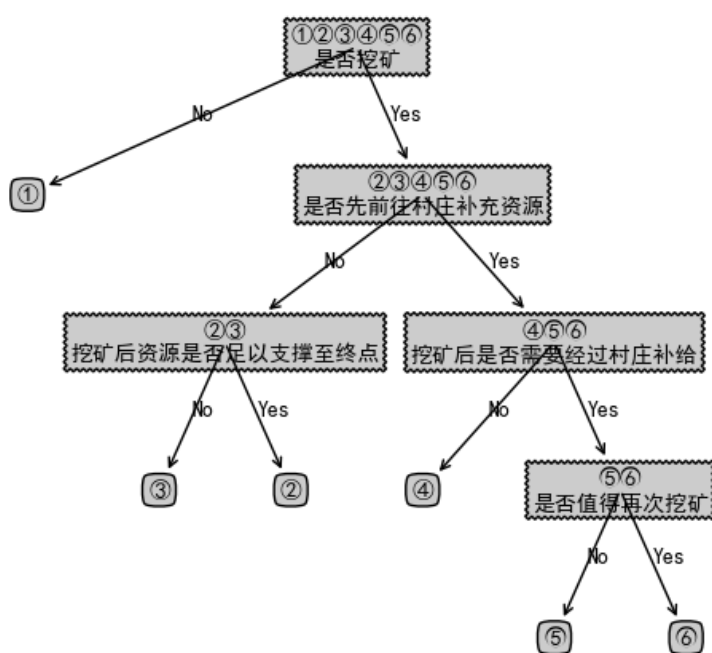 ①②③④⑤⑥
是否挖矿
No
Yes
①
②③④⑤⑥
是否先前往村庄补充资源
No
Yes
②③
挖矿后资源是否足以支撑至终点
④⑤⑥
挖矿后是否需要经过村庄补给
No
Yes
No
Yes
③
②
④
⑤⑥
是否值得再次挖矿
No
Yes
⑤
⑥